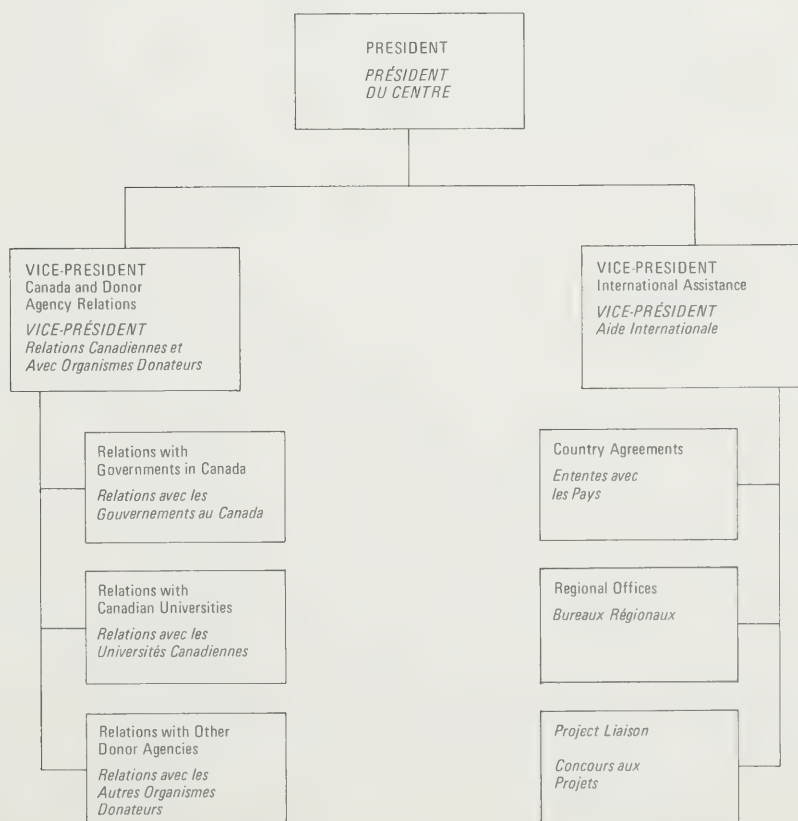 PRESIDENT
PRÉSIDENT
DU CENTRE
VICE-PRESIDENT
Canada and Donor
Agency Relations
VICE-PRÉSIDENT
Relations Canadiennes et
Avec Organismes Donateurs
Relations with
Governments in Canada
Relations avec les
Gouvernements au Canada
Relations with
Canadian Universities
Relations avec les
Universités Canadiennes
Relations with Other
Donor Agencies
Relations avec les
Autres Organismes
Donateurs
VICE-PRESIDENT
International Assistance
VICE-PRÉSIDENT
Aide Internationale
Country Agreements
Ententes avec
les Pays
Regional Offices
Bureaux Régionaux
Project Liaison
Concours aux
Projets